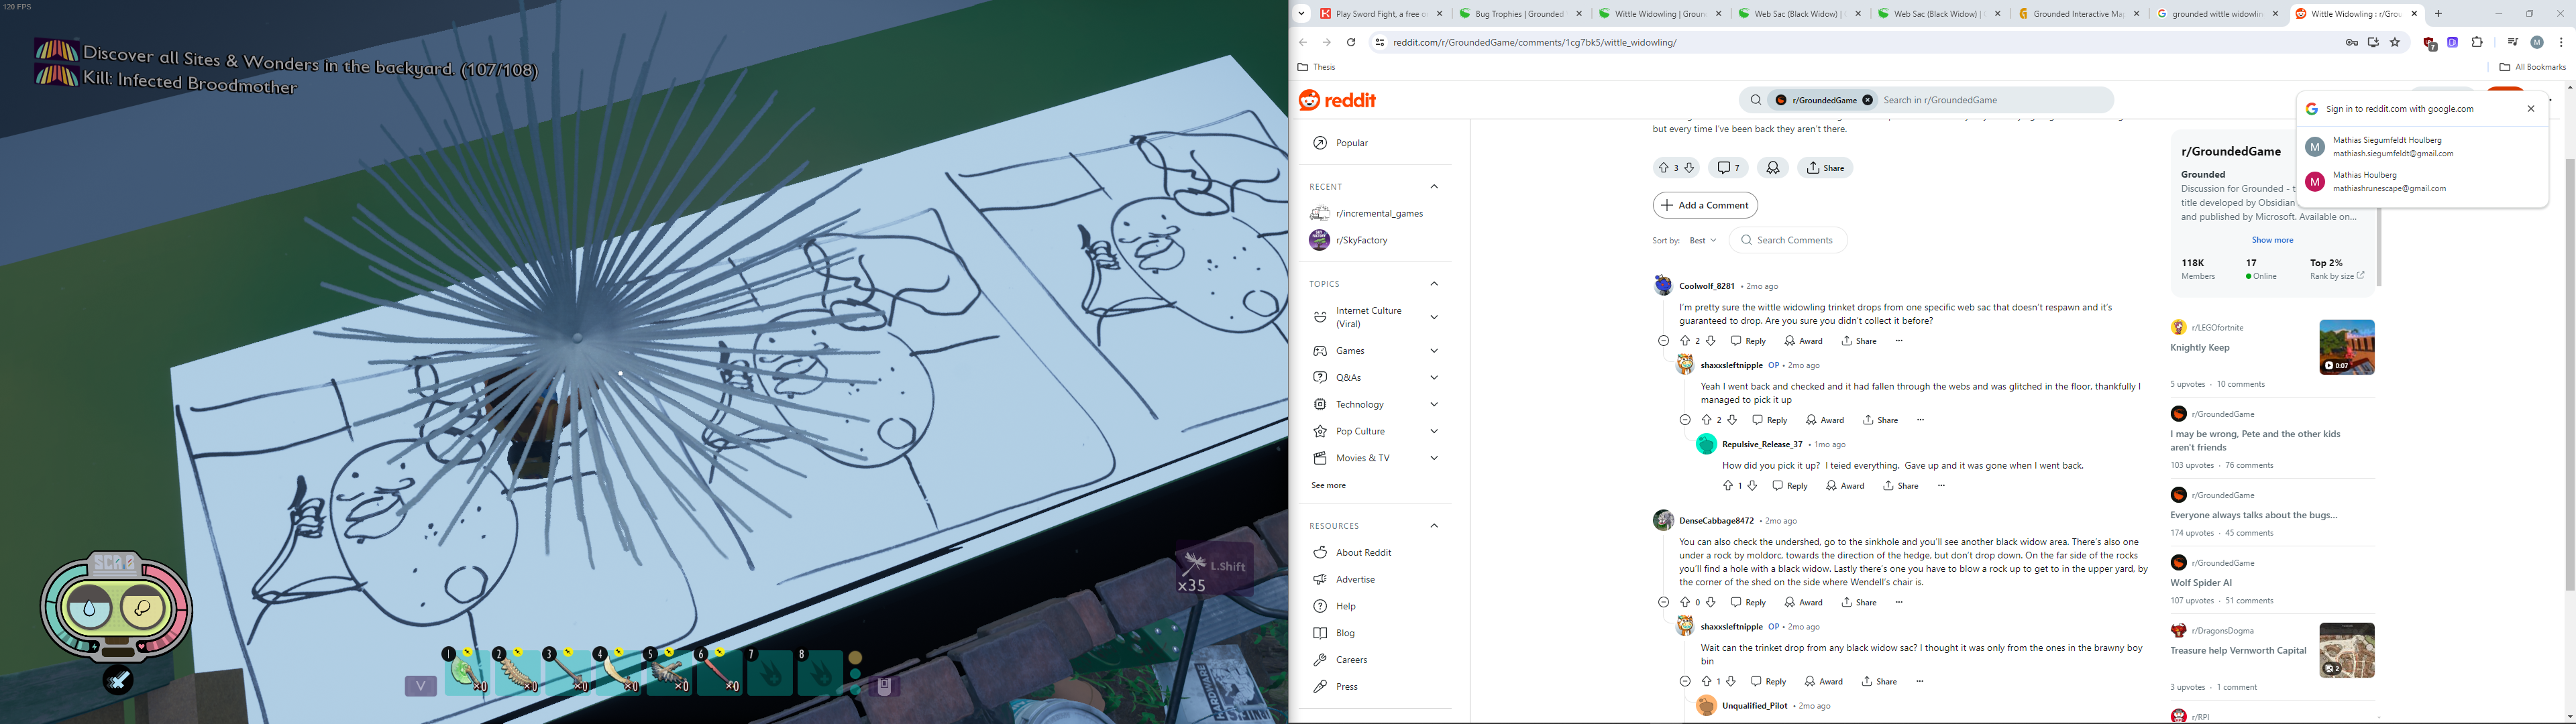 120 FPS
Discover all Sites & Wonders in the backyard. (107/108)
Kill: Infected Broodmother
SCA.B
L.Shift
x35
1 2 3 4 5 6 7 8
x0 x0 x0 x0 x0 x0
V
Play Sword Fight, a free o
Bug Trophies | Grounded
Wittle Widowling | Groun
Web Sac (Black Widow) |
Web Sac (Black Widow) |
Grounded Interactive Ma
grounded wittle widowlin
Wittle Widowling : r/Grou
reddit.com/r/GroundedGame/comments/1cg7bk5/wittle_widowling/
7
M
Thesis
All Bookmarks
reddit
r/GroundedGame
Search in r/GroundedGame
Sign in to reddit.com with google.com
M
Mathias Siegumfeldt Houlberg
mathiash.siegumfeldt@gmail.com
M
Mathias Houlberg
mathiashrunescape@gmail.com
Popular
RECENT
r/incremental_games
r/SkyFactory
TOPICS
Internet Culture
(Viral)
Games
Q&As
Technology
Pop Culture
Movies & TV
See more
RESOURCES
About Reddit
Advertise
Help
Blog
Careers
Press
but every time I've been back they aren't there.
3
7
Share
Add a Comment
Sort by: Best
Search Comments
Coolwolf_8281 • 2mo ago
I'm pretty sure the wittle widowling trinket drops from one specific web sac that doesn't respawn and it's
guaranteed to drop. Are you sure you didn't collect it before?
2 Reply Award Share ...
shaxxsleftnipple OP • 2mo ago
Yeah I went back and checked and it had fallen through the webs and was glitched in the floor, thankfully I
managed to pick it up
2 Reply Award Share ...
Repulsive_Release_37 • 1mo ago
How did you pick it up? I teied everything. Gave up and it was gone when I went back.
1 Reply Award Share ...
DenseCabbage8472 • 2mo ago
You can also check the undershed, go to the sinkhole and you'll see another black widow area. There's also one
under a rock by moldorc, towards the direction of the hedge, but don't drop down. On the far side of the rocks
you'll find a hole with a black widow. Lastly there's one you have to blow a rock up to get to in the upper yard, by
the corner of the shed on the side where Wendell's chair is.
0 Reply Award Share ...
shaxxsleftnipple OP • 2mo ago
Wait can the trinket drop from any black widow sac? I thought it was only from the ones in the brawny boy
bin
1 Reply Award Share ...
Unqualified_Pilot • 2mo ago
r/GroundedGame
Grounded
Discussion for Grounded - t
title developed by Obsidian
and published by Microsoft. Available on...
Show more
118K
Members
17
Online
Top 2%
Rank by size
r/LEGOfortnite
Knightly Keep
0:07
5 upvotes · 10 comments
r/GroundedGame
I may be wrong, Pete and the other kids
aren't friends
103 upvotes · 76 comments
r/GroundedGame
Everyone always talks about the bugs...
174 upvotes · 45 comments
r/GroundedGame
Wolf Spider AI
107 upvotes · 51 comments
r/DragonsDogma
Treasure help Vernworth Capital
2
3 upvotes · 1 comment
r/RPI